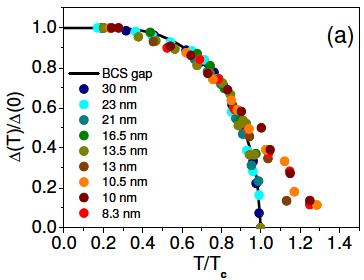 (a)
1.0
0.8
0.6
0.4
0.2
0.0
Δ(T)/Δ(0)
BCS gap
30 nm
23 nm
21 nm
16.5 nm
13.5 nm
13 nm
10.5 nm
10 nm
8.3 nm
0.0 0.2 0.4 0.6 0.8 1.0 1.2 1.4
T/Tc